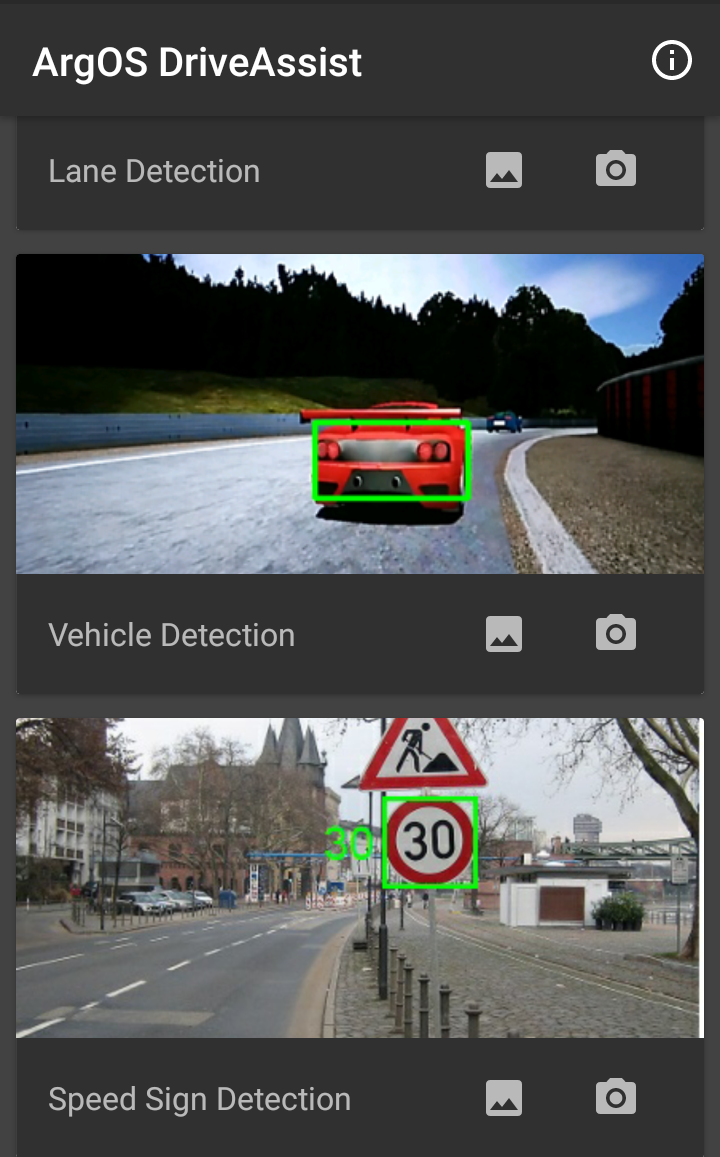 ArgOS DriveAssist
Lane Detection
Vehicle Detection
30 30
Speed Sign Detection